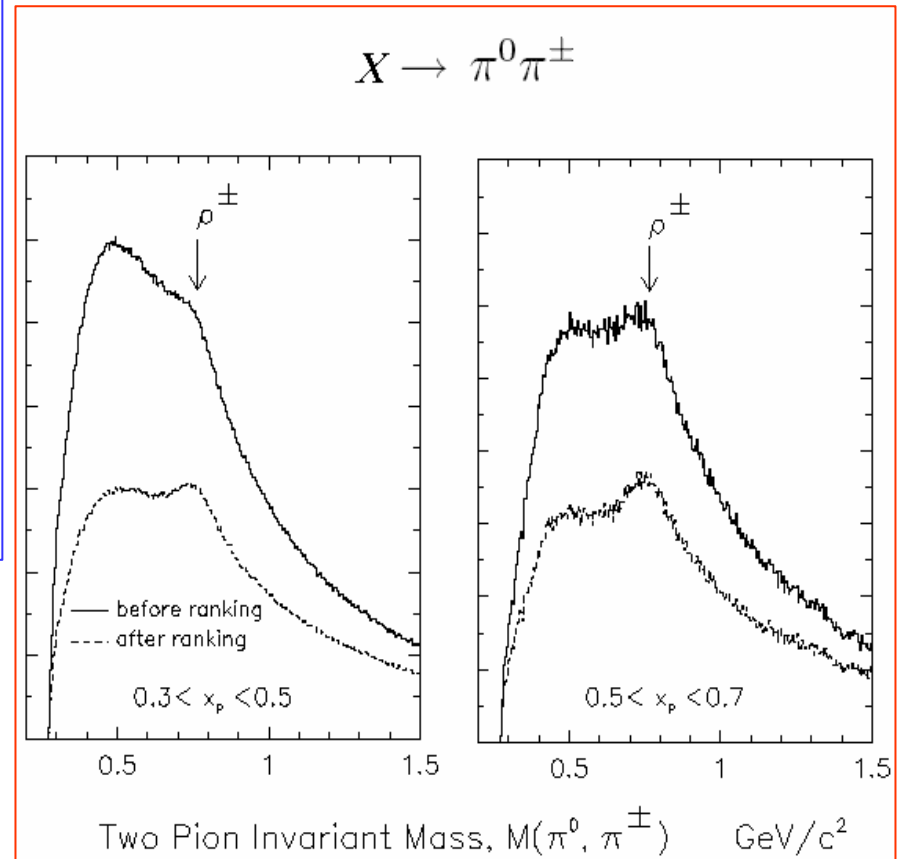 X → π⁰π±
ρ±
ρ±
before ranking
after ranking
0.3< xₚ <0.5
0.5< xₚ <0.7
0.5 1 1.5
0.5 1 1.5
Two Pion Invariant Mass, M(π⁰, π±) GeV/c²